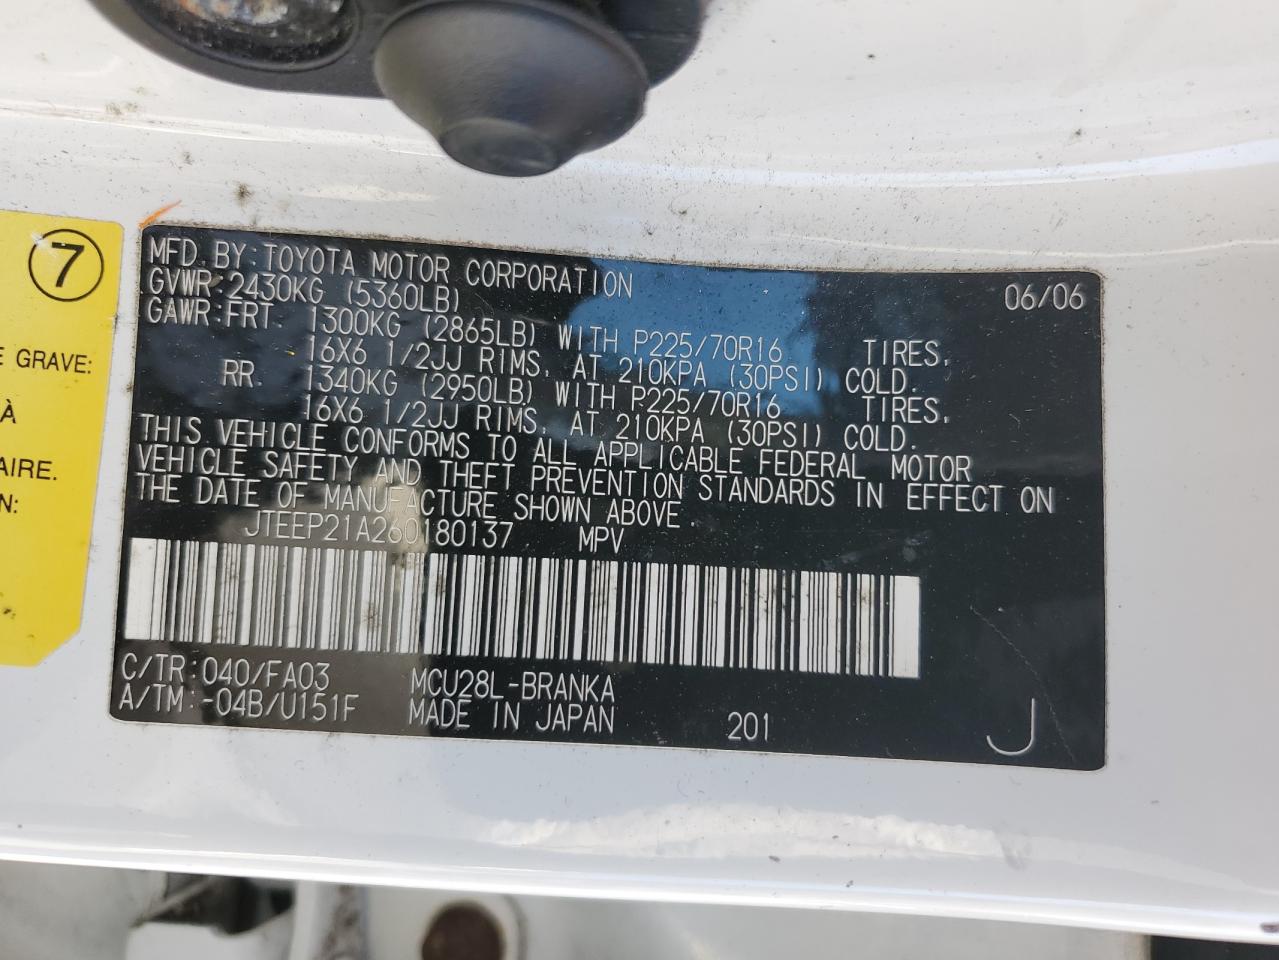 7
E GRAVE:
À
AIRE.
N:
MFD. BY: TOYOTA MOTOR CORPORATION 06/06
GVWR: 2430KG (5360LB)
GAWR: FRT. 1300KG (2865LB) WITH P225/70R16 TIRES,
16X6 1/2JJ RIMS, AT 210KPA (30PSI) COLD.
RR. 1340KG (2950LB) WITH P225/70R16 TIRES,
16X6 1/2JJ RIMS, AT 210KPA (30PSI) COLD.
THIS VEHICLE CONFORMS TO ALL APPLICABLE FEDERAL MOTOR
VEHICLE SAFETY AND THEFT PREVENTION STANDARDS IN EFFECT ON
THE DATE OF MANUFACTURE SHOWN ABOVE.
JTEEP21A260180137 MPV
C/TR: 040/FA03 MCU28L-BRANKA
A/TM: -04B/U151F MADE IN JAPAN 201 J